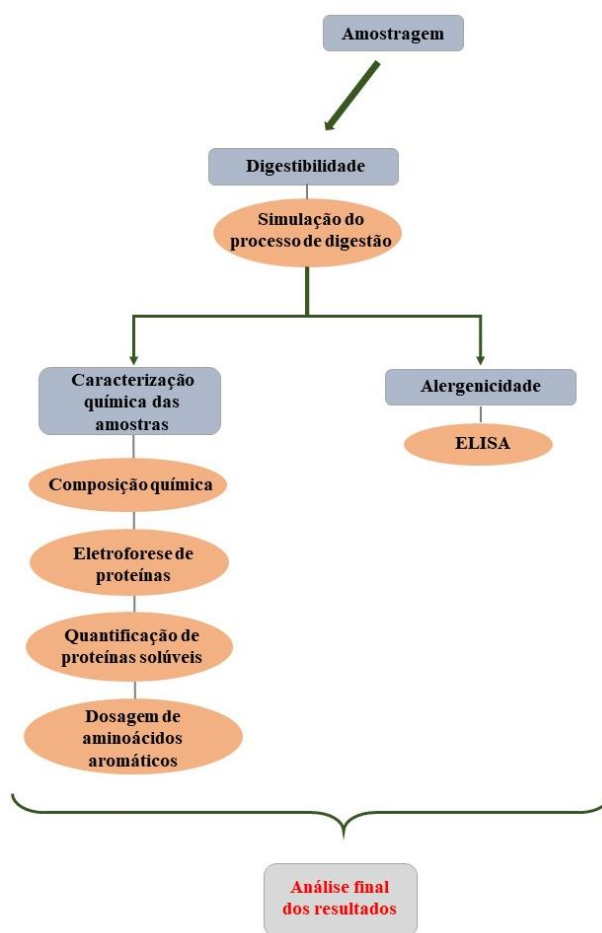 Amostragem
Digestibilidade
Simulação do
processo de digestão
Caracterização
química das
amostras
Alergenicidade
ELISA
Composição química
Eletroforese de
proteínas
Quantificação de
proteínas solúveis
Dosagem de
aminoácidos
aromáticos
Análise final
dos resultados